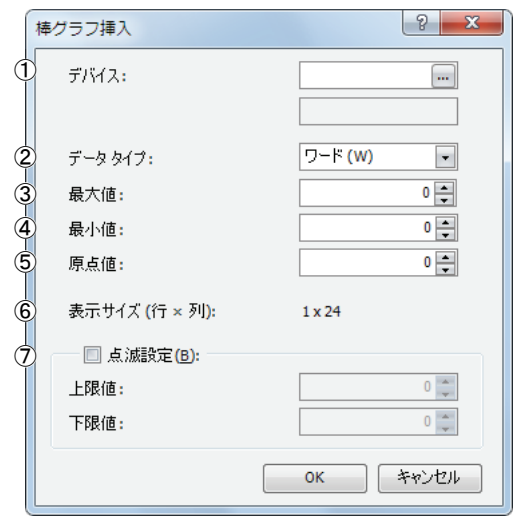 棒グラフ挿入
① デバイス: ...
② データ タイプ: ワード (W)
③ 最大値: 0
④ 最小値: 0
⑤ 原点値: 0
⑥ 表示サイズ (行 × 列): 1 x 24
⑦ 点滅設定(B):
上限値: 0
下限値: 0
OK キャンセル